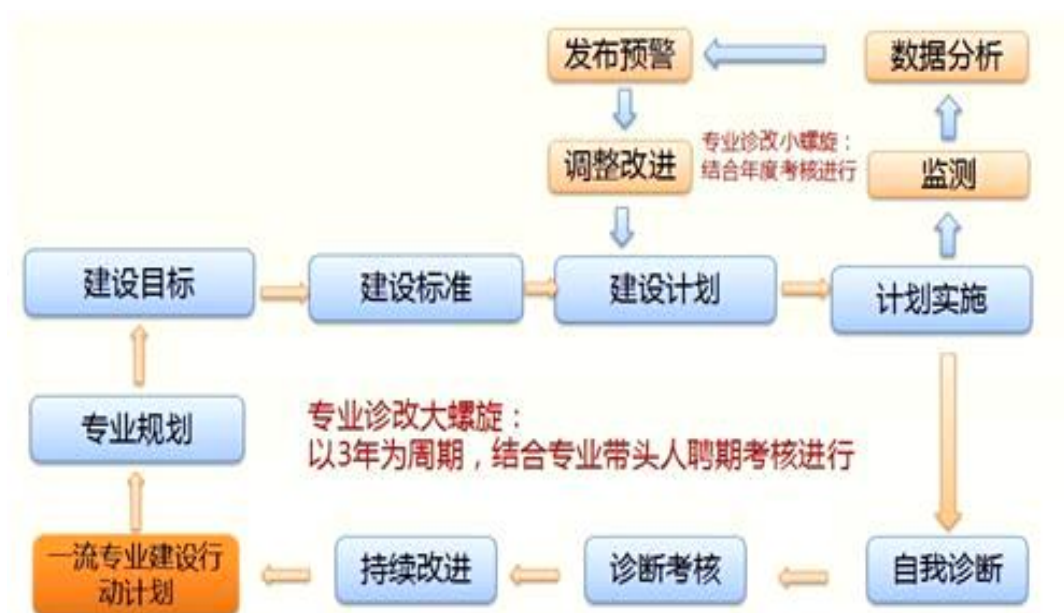 发布预警
数据分析
调整改进
专业诊改小螺旋：
结合年度考核进行
监测
建设目标
建设标准
建设计划
计划实施
专业规划
专业诊改大螺旋：
以3年为周期，结合专业带头人聘期考核进行
一流专业建设行
动计划
持续改进
诊断考核
自我诊断